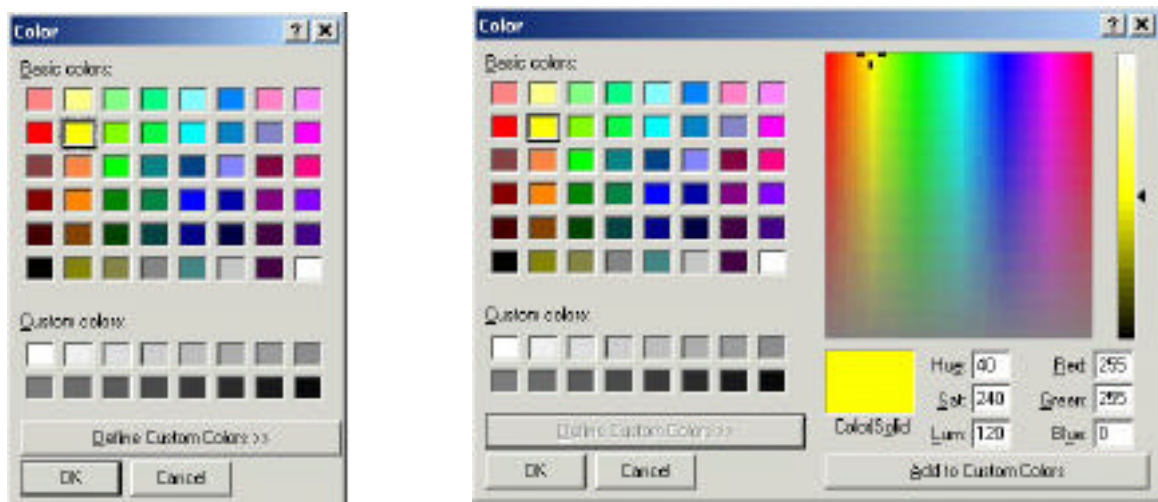 Color
Basic colors:
Custom colors:
Define Custom Colors >>
OK Cancel
Color
Basic colors:
Custom colors:
Define Custom Colors >>
OK Cancel
Color|Solid
Hue: 40 Red: 255
Sat: 240 Green: 255
Lum: 120 Blue: 0
Add to Custom Colors